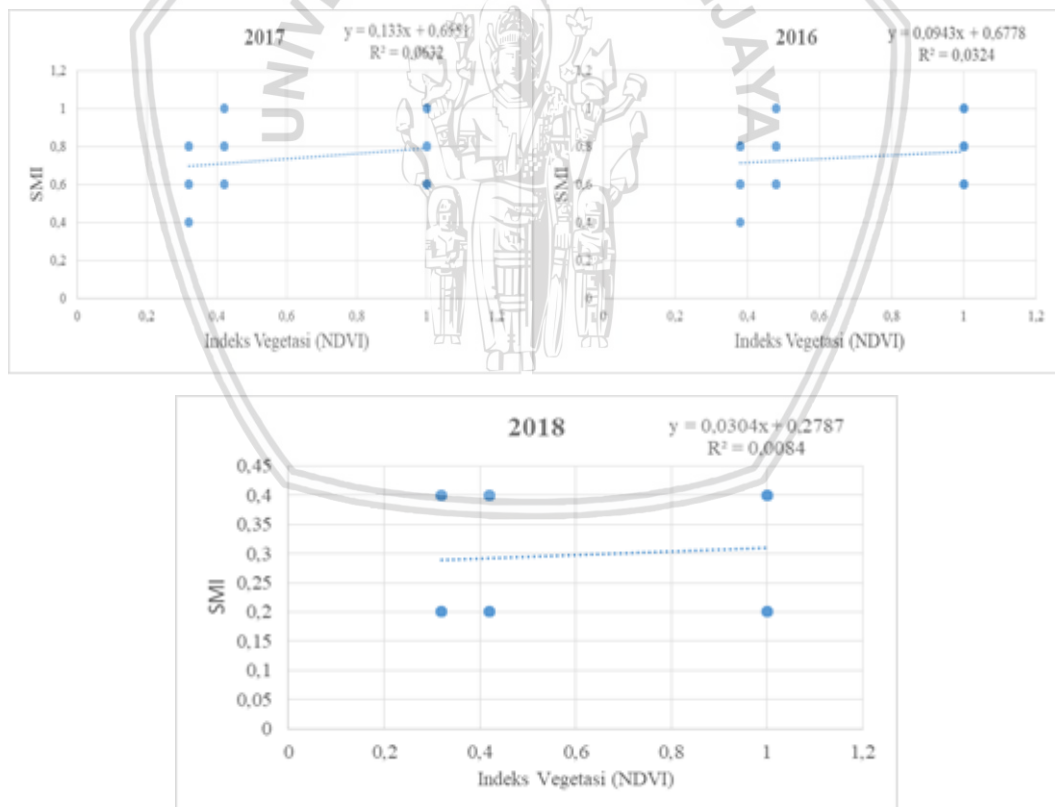 UNIVE
AJAYA
2017
y = 0,133x +
R² = 0,0632
1,2
1
0,8
0,6
0,4
0,2
0
SMI
0 0,2 0,4 0,6 0,8 1 1,2
Indeks Vegetasi (NDVI)
2016
y = 0,0943x + 0,6778
R² = 0,0324
1,2
1
0,8
0,6
0,4
0,2
0
SMI
0,0 0,2 0,4 0,6 0,8 1 1,2
Indeks Vegetasi (NDVI)
2018
y = 0,0304x + 0,2787
R² = 0,0084
0,45
0,4
0,35
0,3
0,25
0,2
0,15
0,1
0,05
0
SMI
0 0,2 0,4 0,6 0,8 1 1,2
Indeks Vegetasi (NDVI)